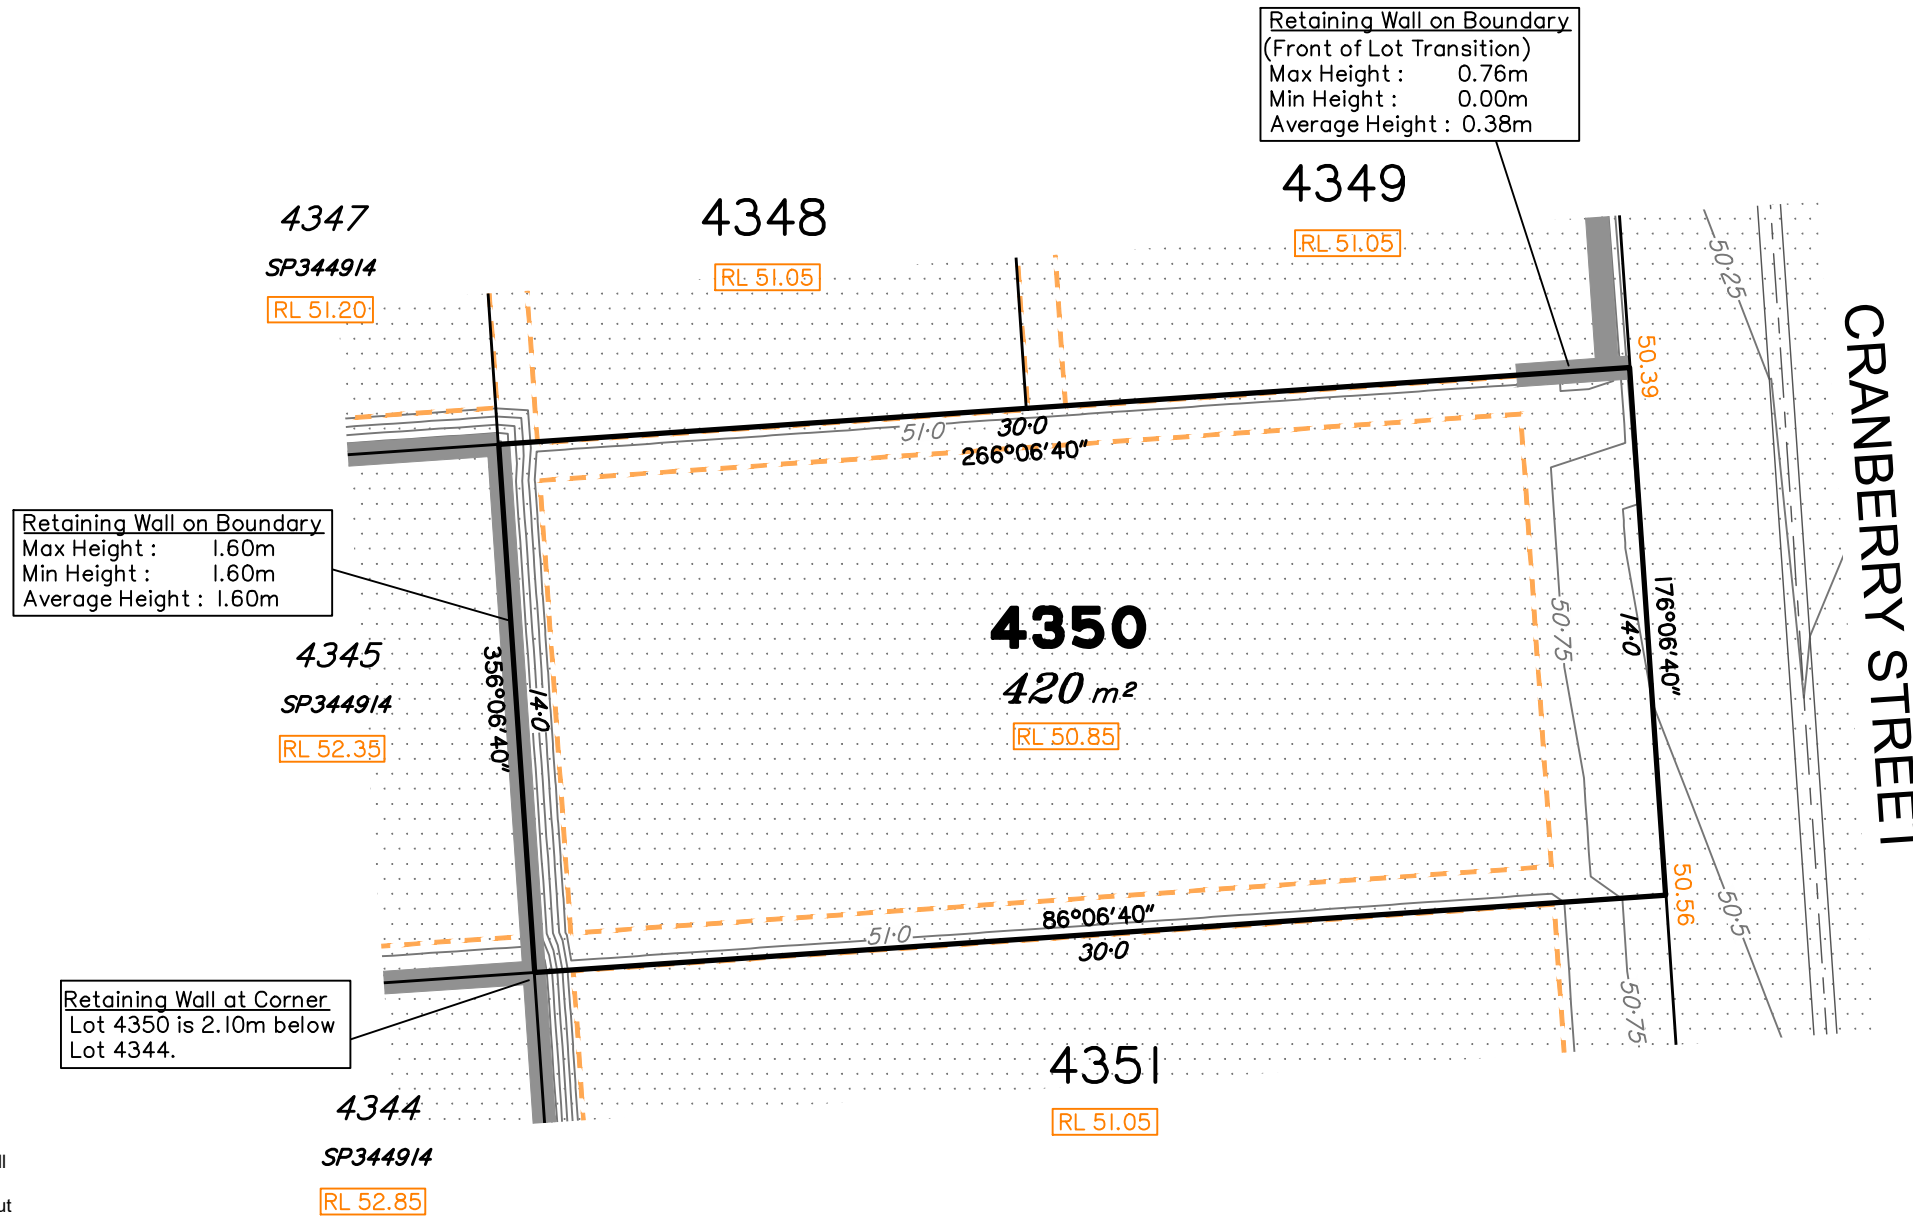 Retaining Wall on Boundary
(Front of Lot Transition)
Max Height : 0.76m
Min Height : 0.00m
Average Height : 0.38m
4347
SP344914
RL 51.20
4348
RL 51.05
4349
RL 51.05
50·25
CRANBERRY STREET
50.39
51·0
30·0
266°06'40"
Retaining Wall on Boundary
Max Height : 1.60m
Min Height : 1.60m
Average Height : 1.60m
4345
SP344914
RL 52.35
356°06'40"
14·0
4350
420 m²
RL 50.85
50·75
14·0
176°06'40"
50.56
50·5
51·0
86°06'40"
30·0
50·75
Retaining Wall at Corner
Lot 4350 is 2.10m below
Lot 4344.
4344
SP344914
RL 52.85
4351
RL 51.05